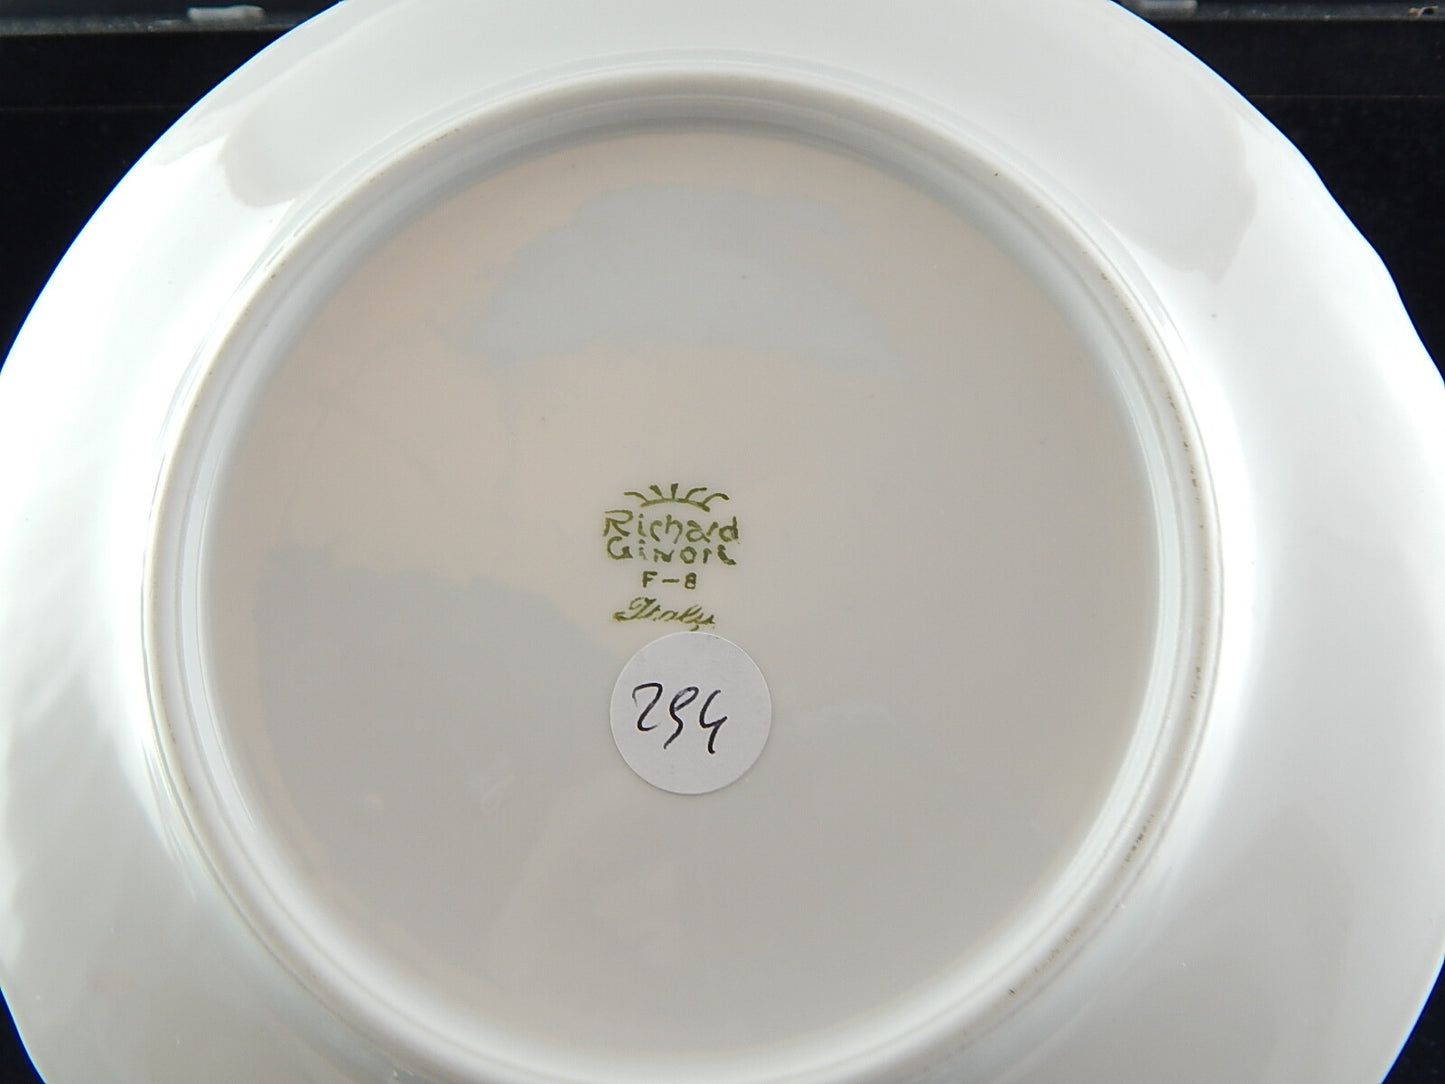 Richard
GINORI
F-8
Italy
294